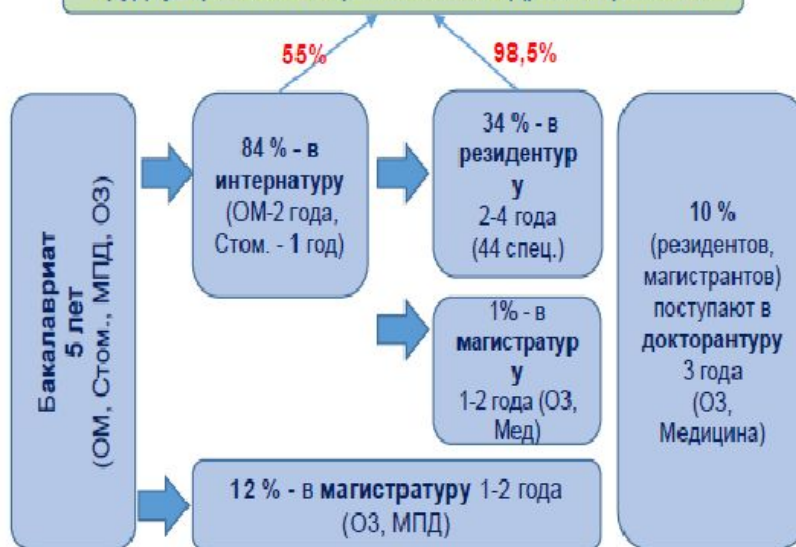 55%
98,5%
Бакалавриат
5 лет
(ОМ, Стом., МПД, ОЗ)
84 % - в
интернатуру
(ОМ-2 года,
Стом. - 1 год)
34 % - в
резидентур
у
2-4 года
(44 спец.)
1% - в
магистратур
у
1-2 года (ОЗ,
Мед)
12 % - в магистратуру 1-2 года
(ОЗ, МПД)
10 %
(резидентов,
магистрантов)
поступают в
докторантуру
3 года
(ОЗ,
Медицина)